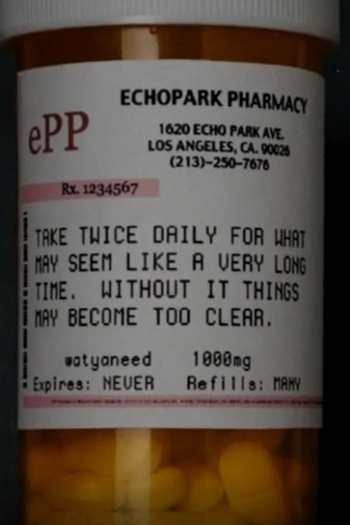 ePP
ECHOPARK PHARMACY
1620 ECHO PARK AVE.
LOS ANGELES, CA. 90026
(213)-250-7676
Rx. 1234567
TAKE TWICE DAILY FOR WHAT
MAY SEEM LIKE A VERY LONG
TIME. WITHOUT IT THINGS
MAY BECOME TOO CLEAR.
watyaneed 1000mg
Expires: NEVER Refills: MANY